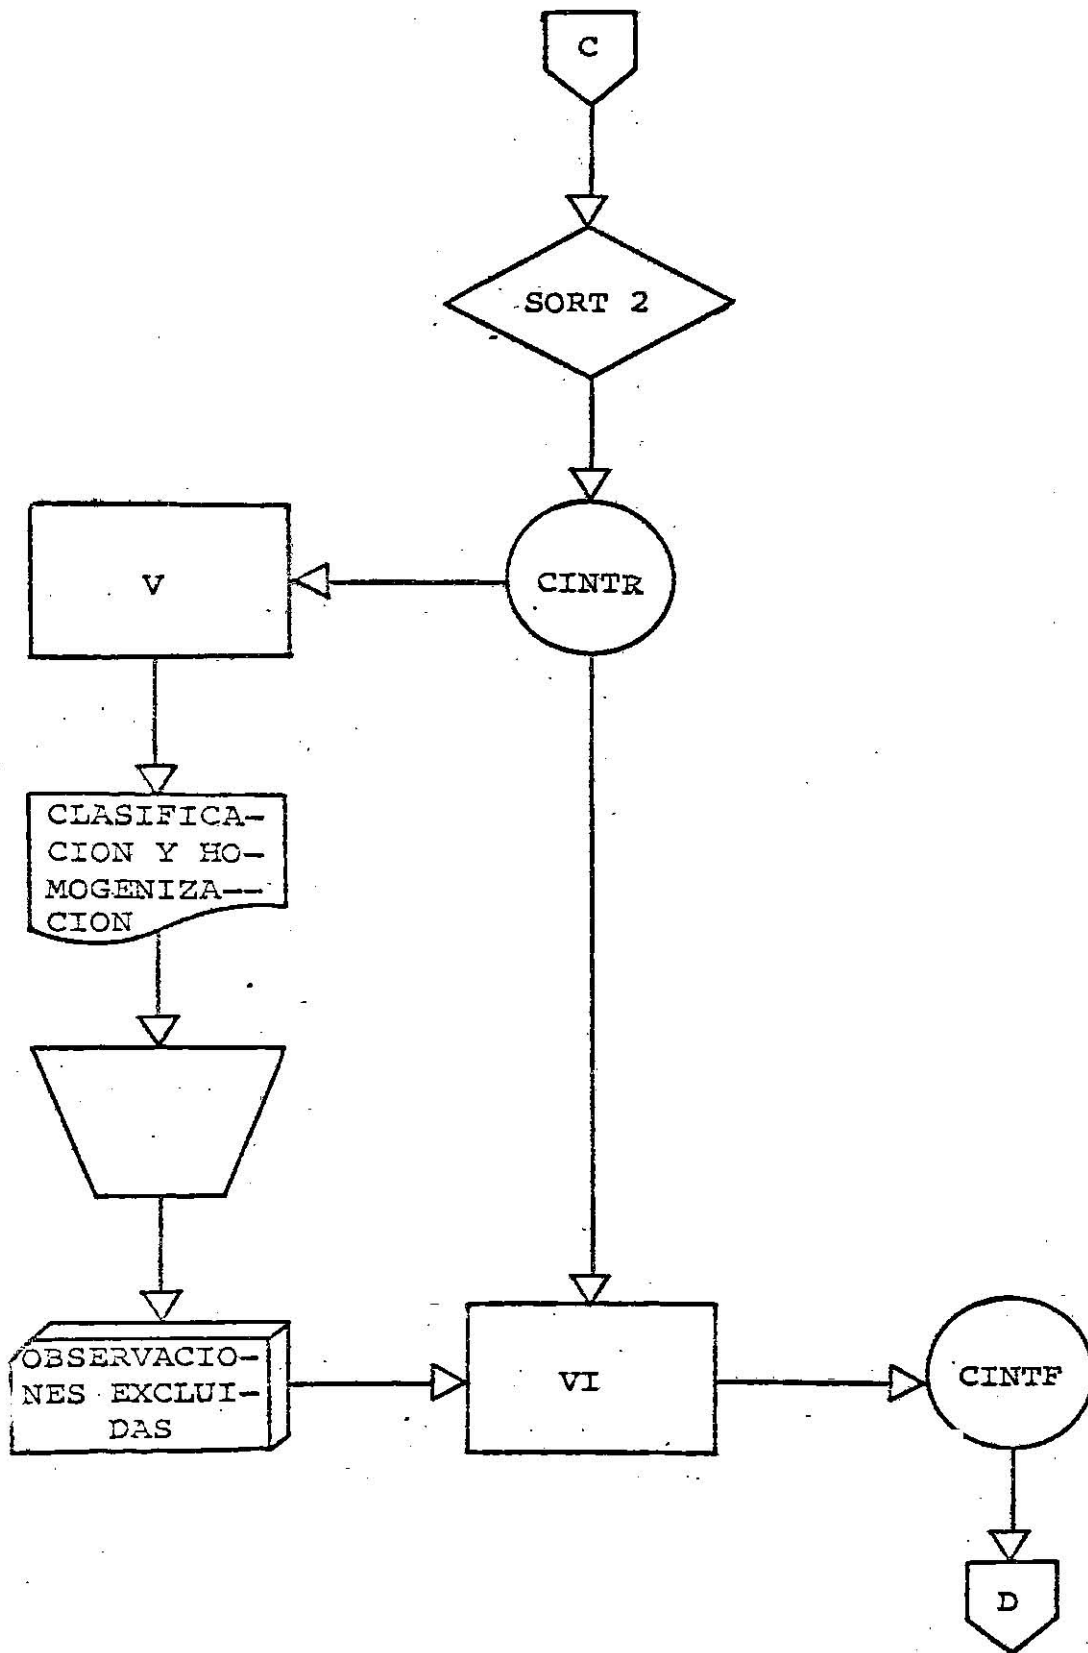 C
SORT 2
CINTR
V
CLASIFICA-
CION Y HO-
MOGENIZA--
CION
OBSERVACIO-
NES EXCLUI-
DAS
VI
CINTF
D